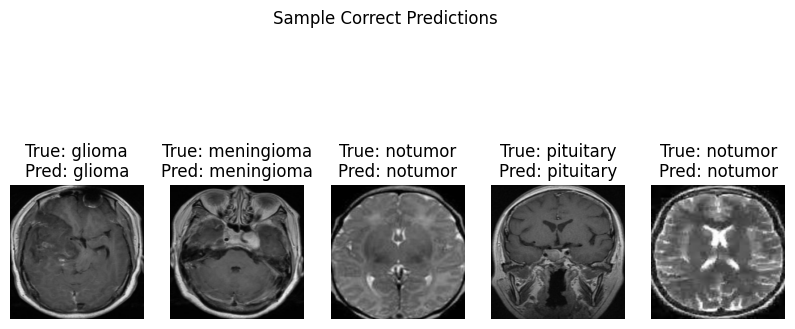 Sample Correct Predictions
True: glioma
Pred: glioma
True: meningioma
Pred: meningioma
True: notumor
Pred: notumor
True: pituitary
Pred: pituitary
True: notumor
Pred: notumor